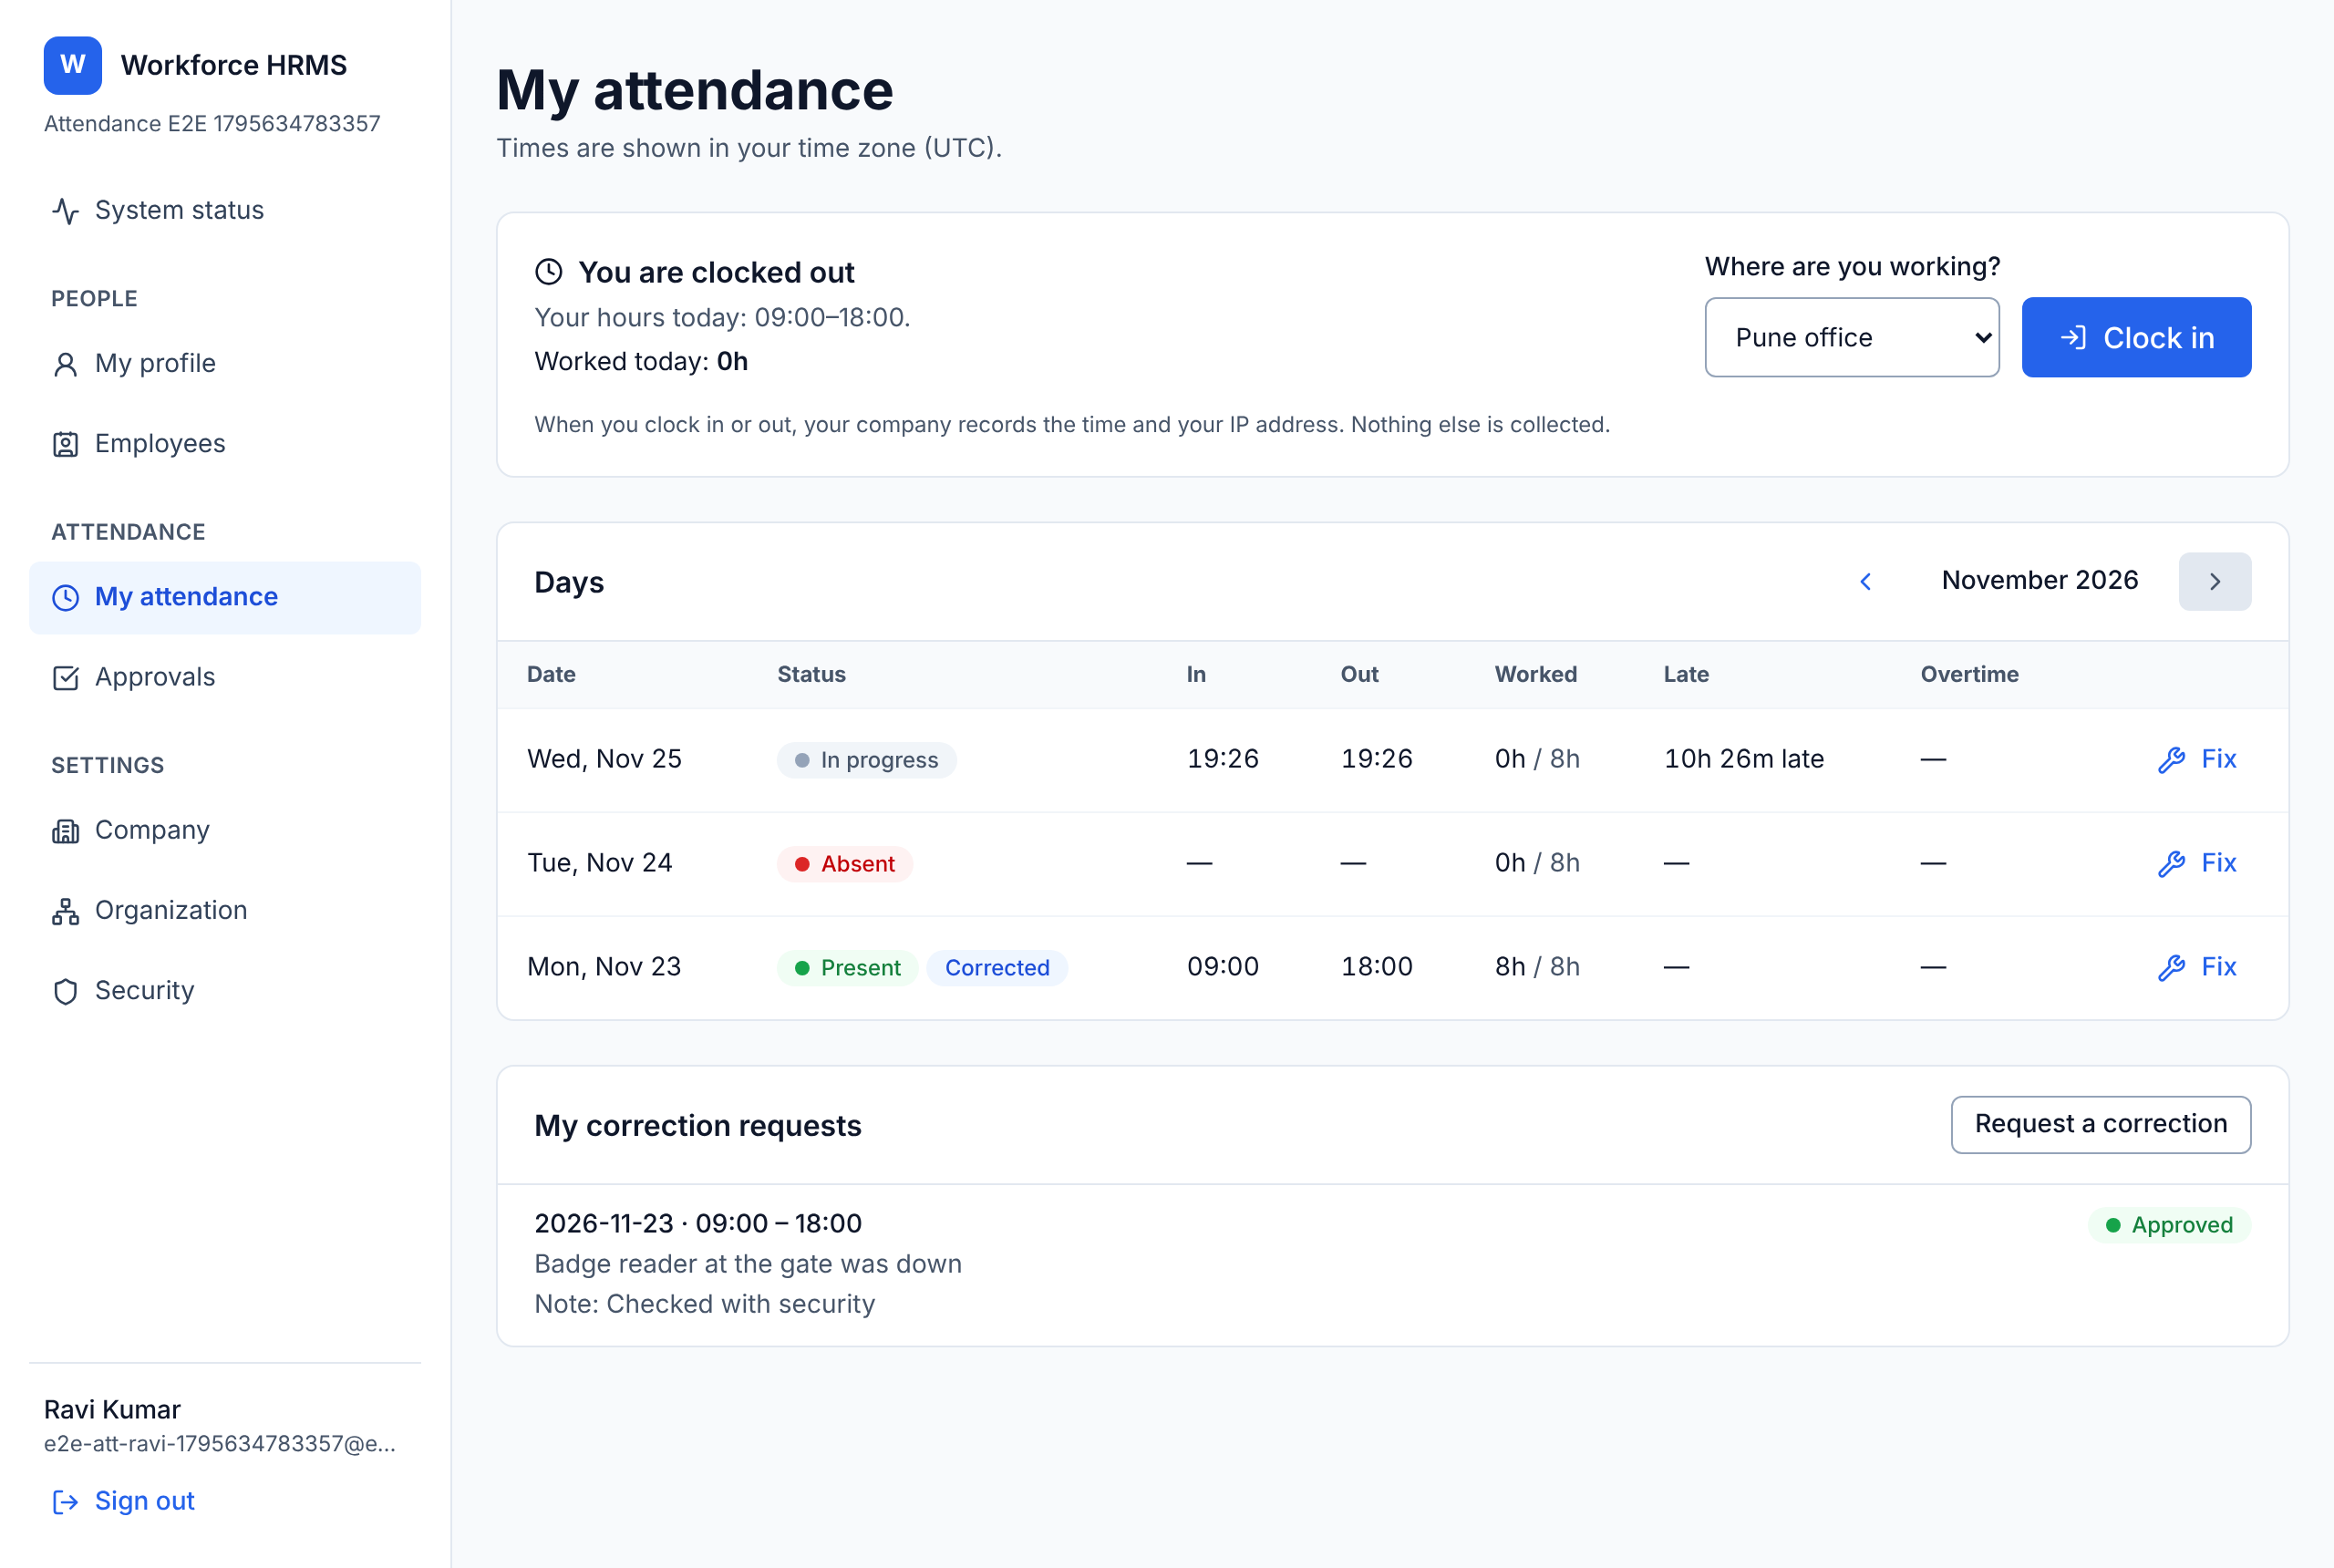 W Workforce HRMS
Attendance E2E 1795634783357
System status
PEOPLE
My profile
Employees
ATTENDANCE
My attendance
Approvals
SETTINGS
Company
Organization
Security
Ravi Kumar
e2e-att-ravi-1795634783357@e...
Sign out
My attendance
Times are shown in your time zone (UTC).
You are clocked out
Your hours today: 09:00–18:00.
Worked today: 0h
Where are you working?
Pune office
Clock in
When you clock in or out, your company records the time and your IP address. Nothing else is collected.
Days
November 2026
Date Status In Out Worked Late Overtime
Wed, Nov 25 In progress 19:26 19:26 0h / 8h 10h 26m late — Fix
Tue, Nov 24 Absent — — 0h / 8h — — Fix
Mon, Nov 23 Present Corrected 09:00 18:00 8h / 8h — — Fix
My correction requests
Request a correction
2026-11-23 · 09:00 – 18:00
Approved
Badge reader at the gate was down
Note: Checked with security